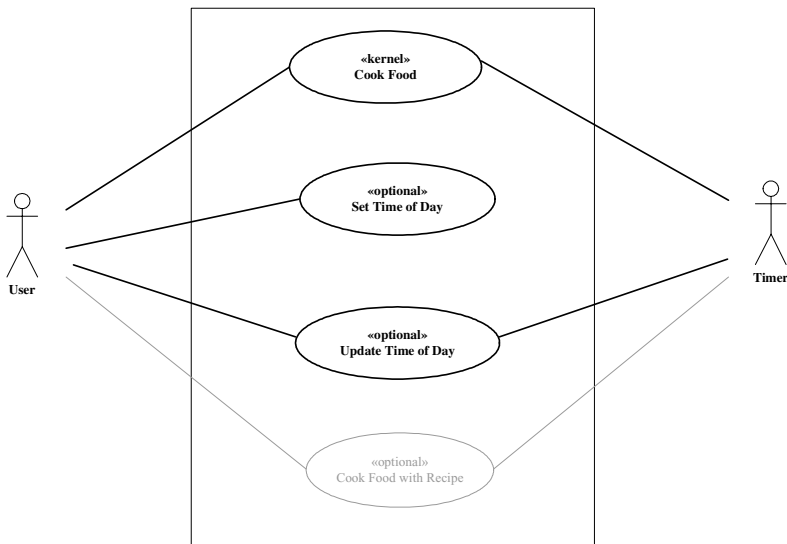 «kernel»
Cook Food
«optional»
Set Time of Day
User
Timer
«optional»
Update Time of Day
«optional»
Cook Food with Recipe